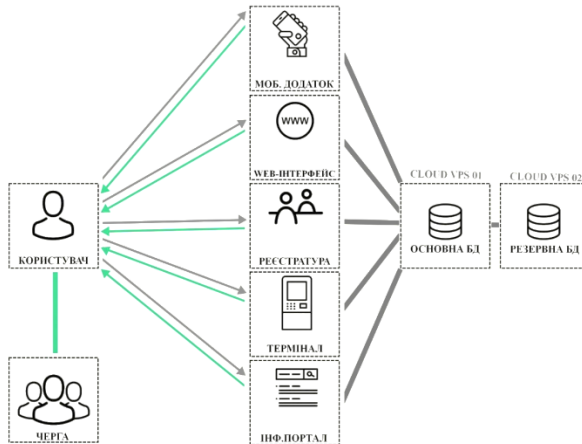 МОБ. ДОДАТОК
WWW
WEB-ІНТЕРФЕЙС
CLOUD VPS 01
CLOUD VPS 02
КОРИСТУВАЧ
РЕЄСТРАТУРА
ОСНОВНА БД
РЕЗЕРВНА БД
ТЕРМІНАЛ
ЧЕРГА
ІНФ.ПОРТАЛ